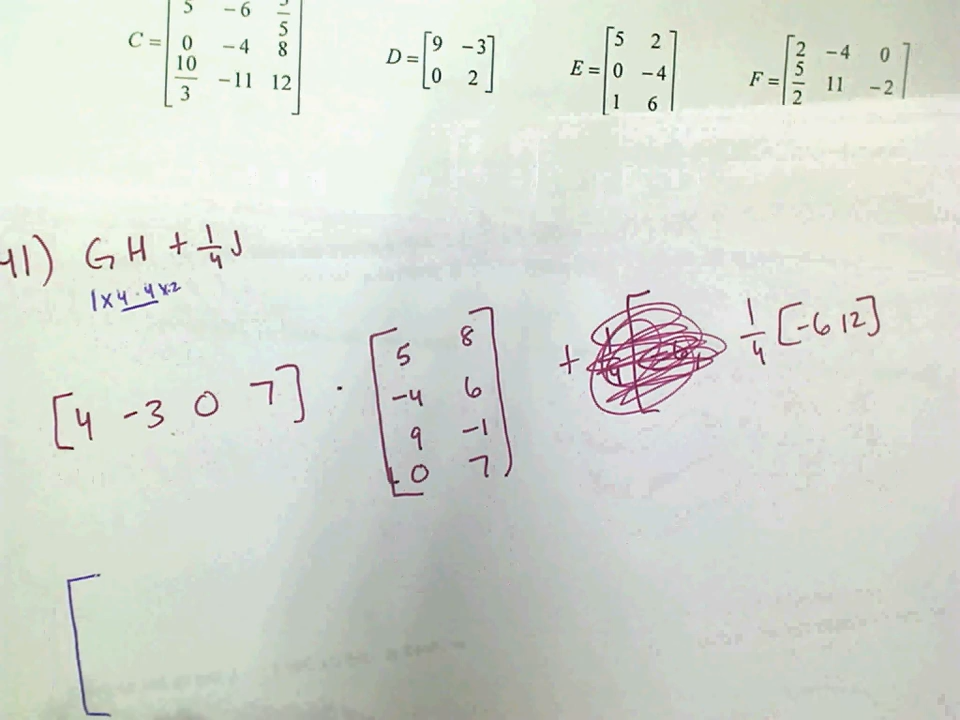 C = [5 -6 3/5
0 -4 8
10/3 -11 12]
D = [9 -3
0 2]
E = [5 2
0 -4
1 6]
F = [2 -4 0
5/2 11 -2]
41) GH + 1/4 J
1x4 · 4x2
[4 -3 0 7] · [5 8
-4 6
9 -1
0 7] + 1/4 [-6 12]
[